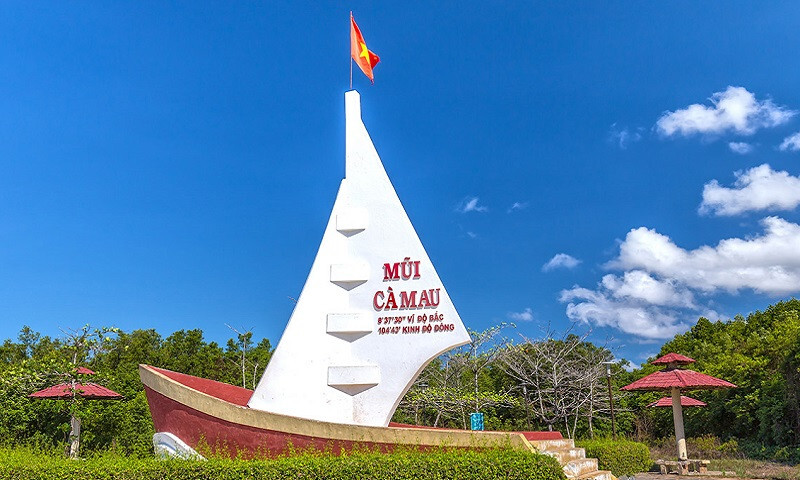 MŨI
CÀ MAU
8°37'30" VĨ ĐỘ BẮC
104°43' KINH ĐỘ ĐÔNG